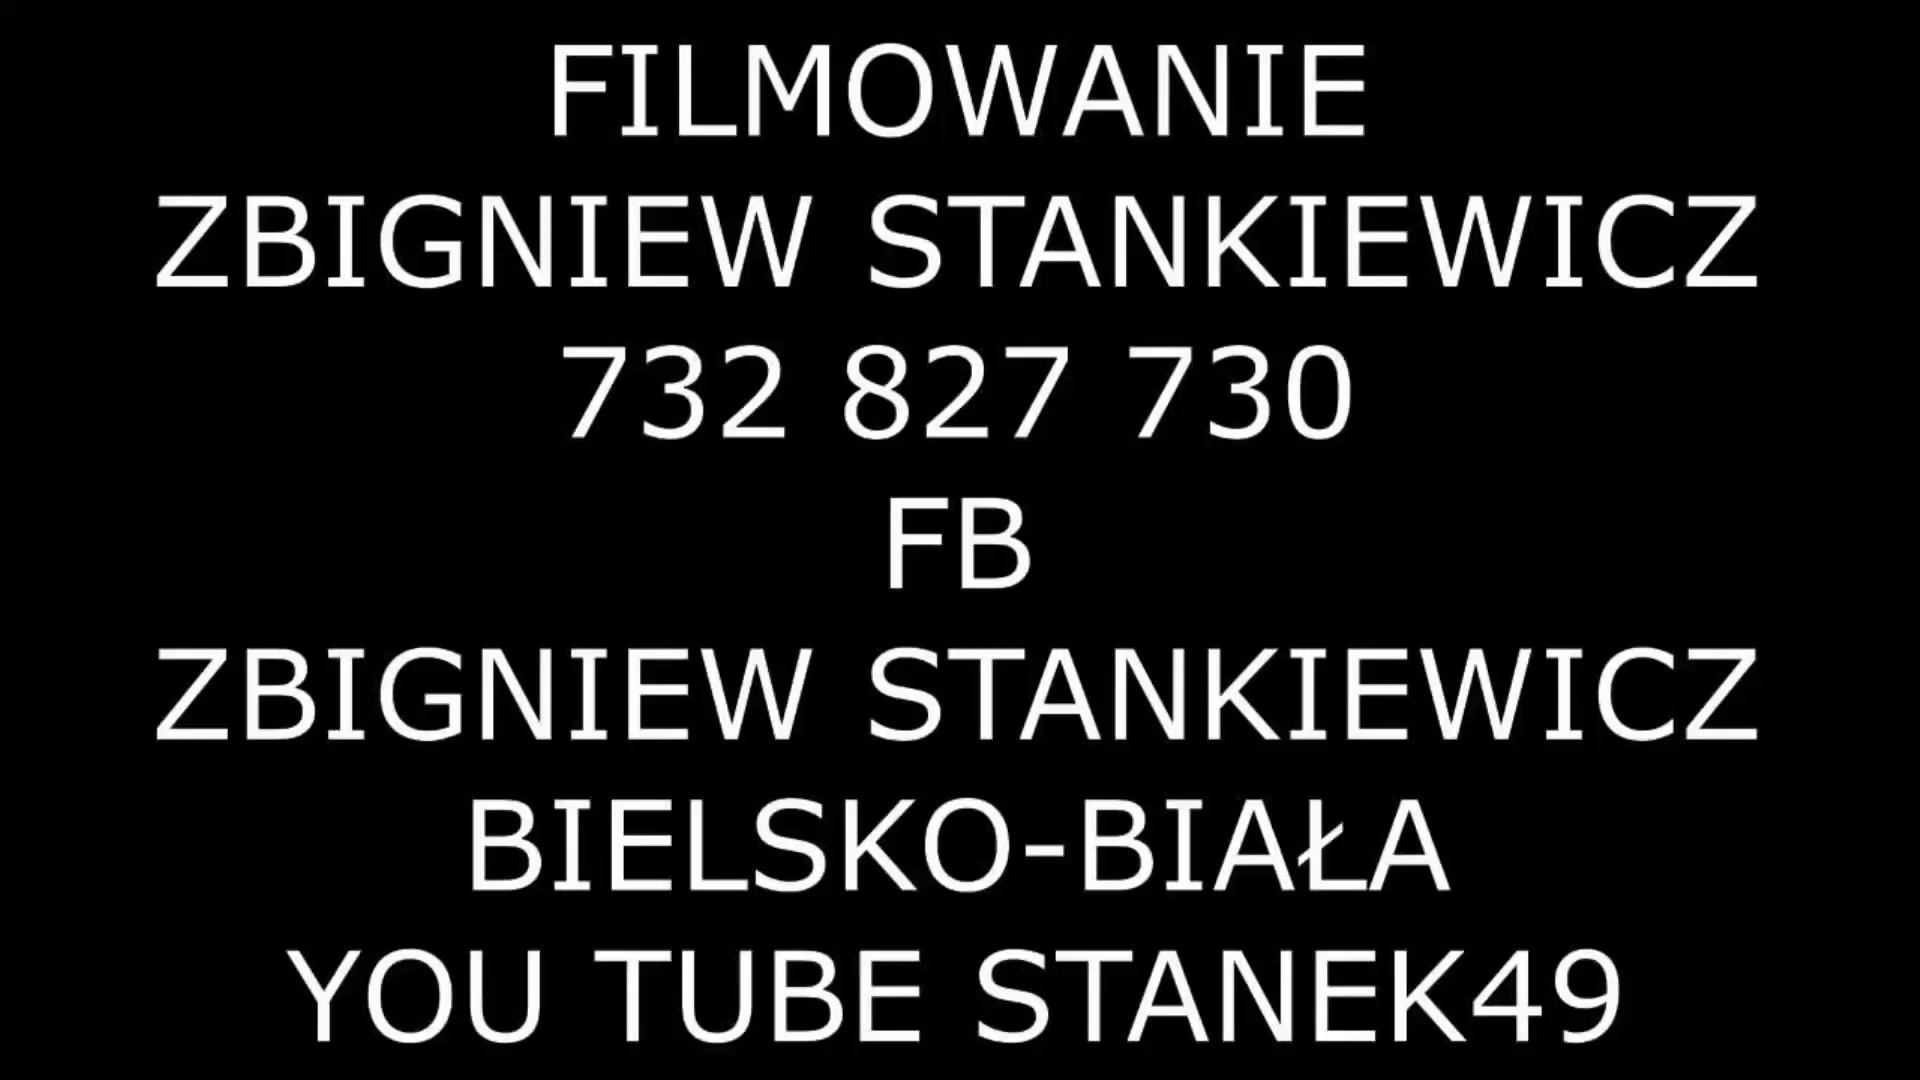 FILMOWANIE
ZBIGNIEW STANKIEWICZ
732 827 730
FB
ZBIGNIEW STANKIEWICZ
BIELSKO-BIAŁA
YOU TUBE STANEK49